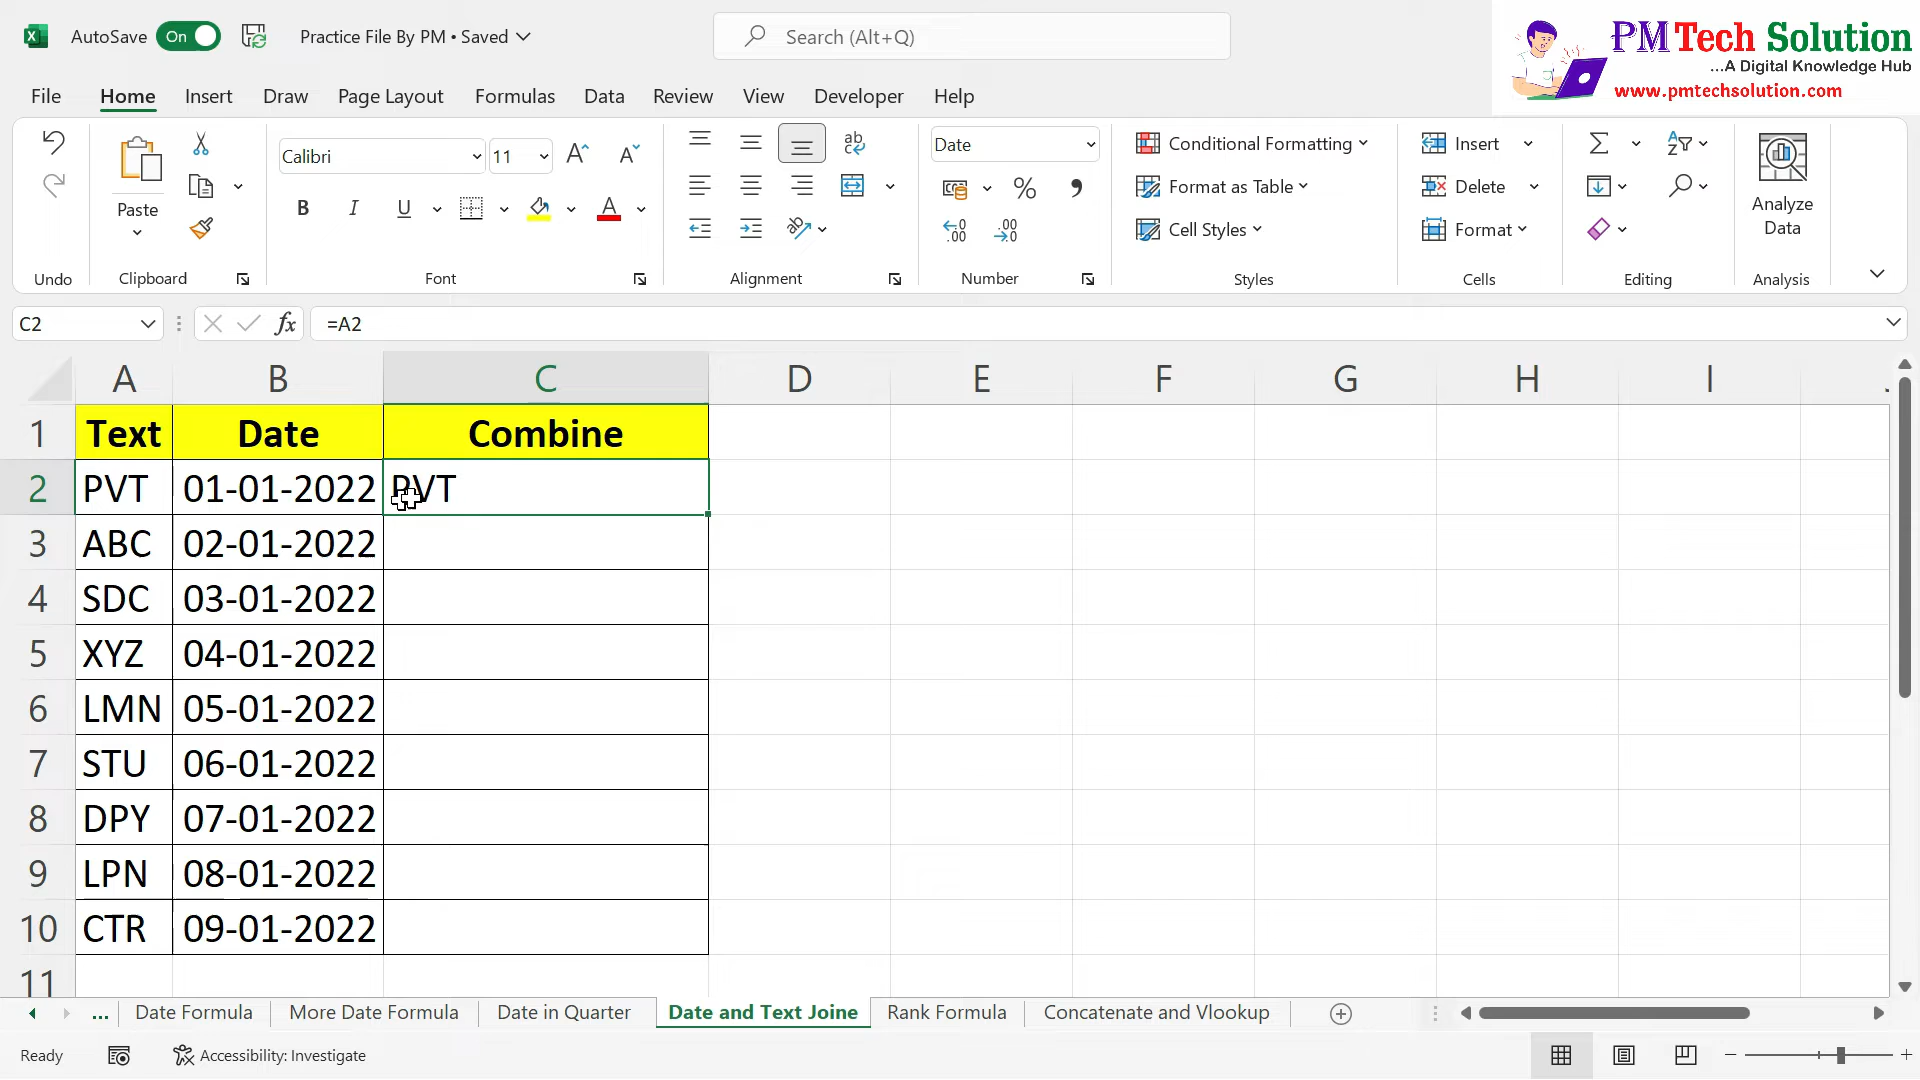 AutoSave On Practice File By PM • Saved Search (Alt+Q)
PM Tech Solution
...A Digital Knowledge Hub
www.pmtechsolution.com
File Home Insert Draw Page Layout Formulas Data Review View Developer Help
Paste
Calibri 11
B I U A
Date
Conditional Formatting
Format as Table
Cell Styles
Insert
Delete
Format
Analyze
Data
Undo Clipboard Font Alignment Number Styles Cells Editing Analysis
C2 fx =A2
A B C D E F G H I
1 Text Date Combine
2 PVT 01-01-2022 PVT
3 ABC 02-01-2022
4 SDC 03-01-2022
5 XYZ 04-01-2022
6 LMN 05-01-2022
7 STU 06-01-2022
8 DPY 07-01-2022
9 LPN 08-01-2022
10 CTR 09-01-2022
11
... Date Formula More Date Formula Date in Quarter Date and Text Joine Rank Formula Concatenate and Vlookup
Ready Accessibility: Investigate